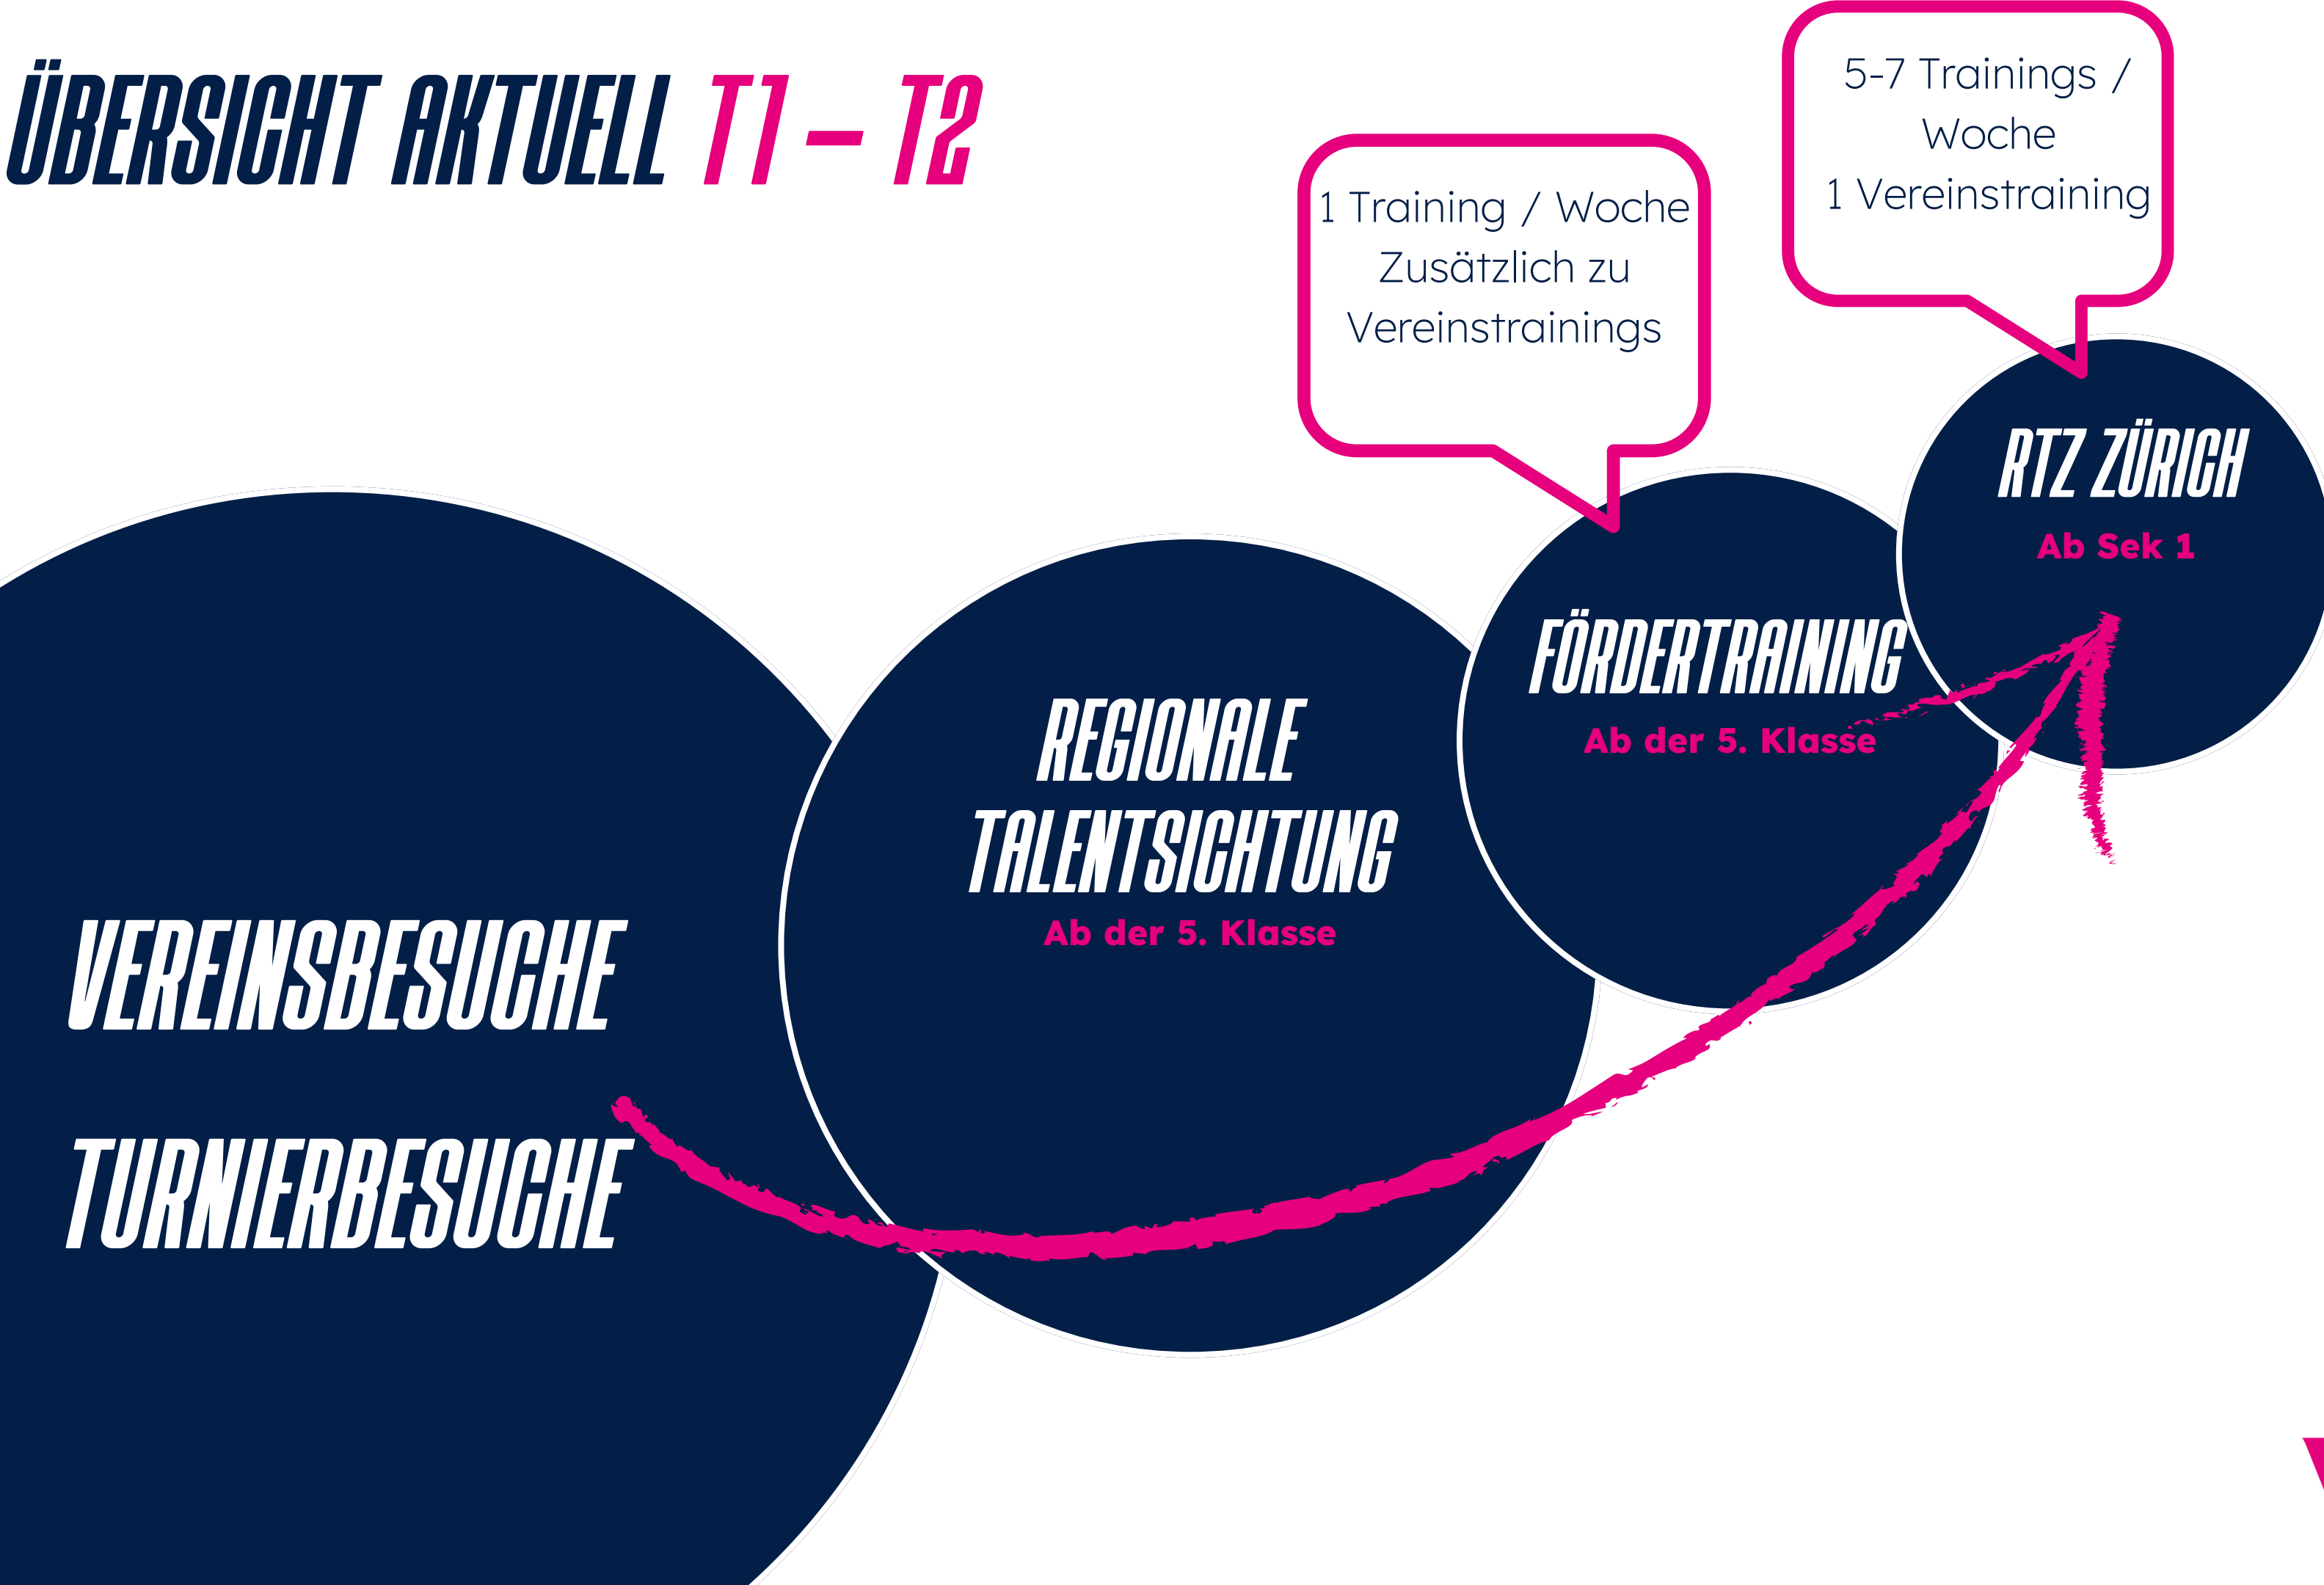 ÜBERSICHT AKTUELL T1 – T2
5-7 Trainings /
Woche
1 Vereinstraining
1 Training / Woche
Zusätzlich zu
Vereinstrainings
RTZ ZÜRICH
Ab Sek 1
FÖRDERTRAINING
Ab der 5. Klasse
REGIONALE
TALENTSICHTUNG
Ab der 5. Klasse
VEREINSBESUCHE
TURNIERBESUCHE